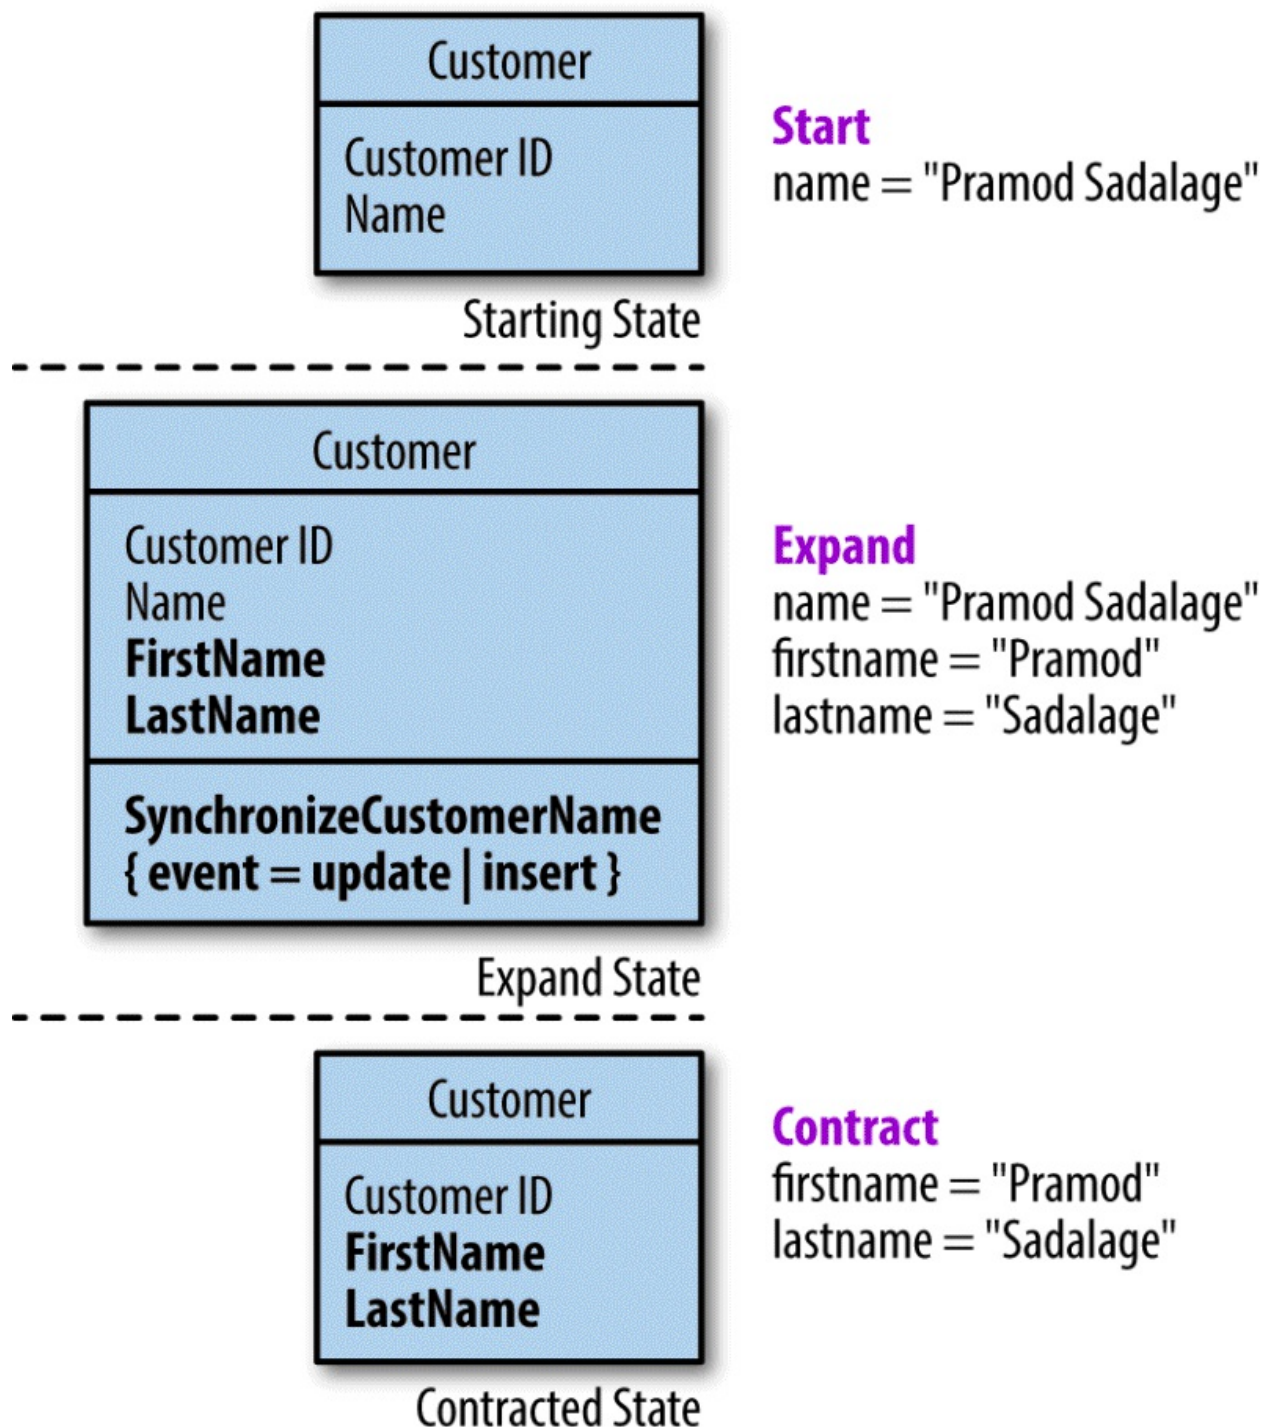 Customer
Customer ID
Name
Starting State
Start
name = "Pramod Sadalage"
Customer
Customer ID
Name
FirstName
LastName
SynchronizeCustomerName
{ event = update | insert }
Expand State
Expand
name = "Pramod Sadalage"
firstname = "Pramod"
lastname = "Sadalage"
Customer
Customer ID
FirstName
LastName
Contracted State
Contract
firstname = "Pramod"
lastname = "Sadalage"